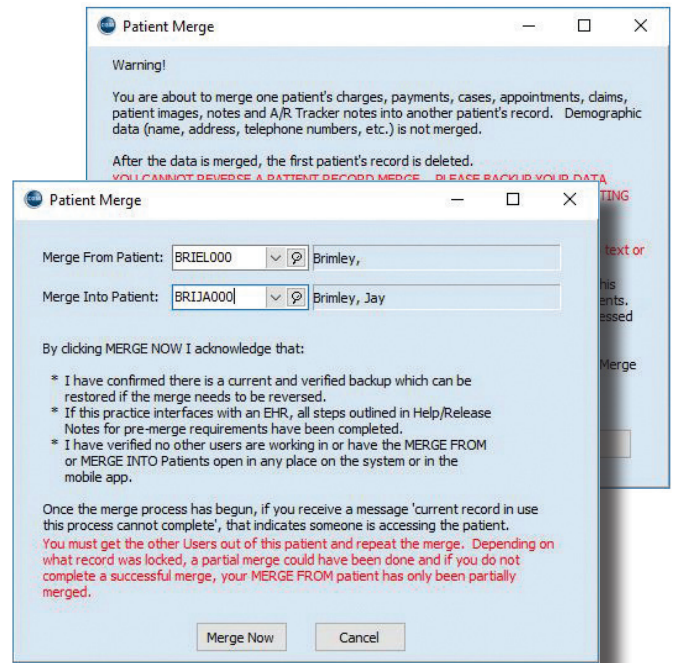 Patient Merge
Warning!
You are about to merge one patient's charges, payments, cases, appointments, claims,
patient images, notes and A/R Tracker notes into another patient's record. Demographic
data (name, address, telephone numbers, etc.) is not merged.
After the data is merged, the first patient's record is deleted.
YOU CANNOT REVERSE A PATIENT RECORD MERGE. PLEASE BACKUP YOUR DATA
TING
text or
his
ents.
essed
Merge
Patient Merge
Merge From Patient: BRIEL000 Brimley,
Merge Into Patient: BRIJA000 Brimley, Jay
By clicking MERGE NOW I acknowledge that:
* I have confirmed there is a current and verified backup which can be
restored if the merge needs to be reversed.
* If this practice interfaces with an EHR, all steps outlined in Help/Release
Notes for pre-merge requirements have been completed.
* I have verified no other users are working in or have the MERGE FROM
or MERGE INTO Patients open in any place on the system or in the
mobile app.
Once the merge process has begun, if you receive a message 'current record in use
this process cannot complete', that indicates someone is accessing the patient.
You must get the other Users out of this patient and repeat the merge. Depending on
what record was locked, a partial merge could have been done and if you do not
complete a successful merge, your MERGE FROM patient has only been partially
merged.
Merge Now Cancel